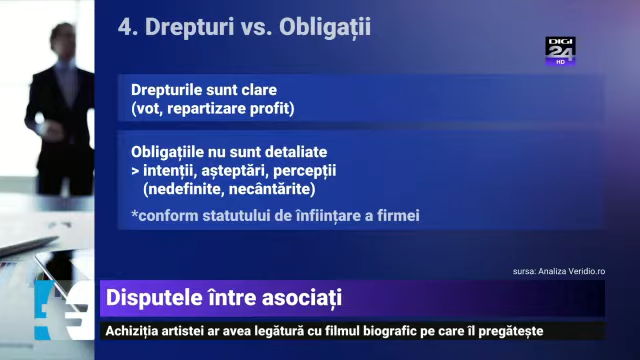 4. Drepturi vs. Obligații
DIGI
24
HD
Drepturile sunt clare
(vot, repartizare profit)
Obligațiile nu sunt detaliate
> intenții, așteptări, percepții
(nedefinite, necântărite)
*conform statutului de înființare a firmei
sursa: Analiza Veridio.ro
Disputele între asociați
Achiziția artistei ar avea legătură cu filmul biografic pe care îl pregătește